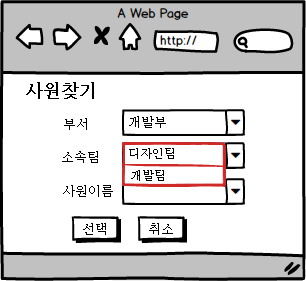 A Web Page
http://
사원찾기
부서
개발부
소속팀
디자인팀
개발팀
사원이름
선택
취소